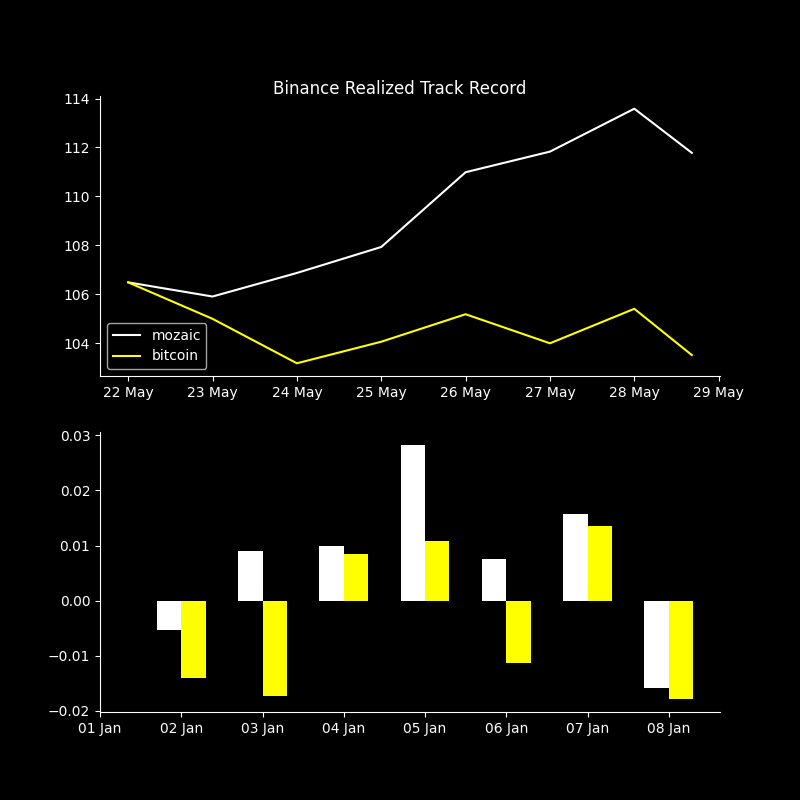 Binance Realized Track Record
114
112
110
108
106
104
mozaic
bitcoin
22 May 23 May 24 May 25 May 26 May 27 May 28 May 29 May
0.03
0.02
0.01
0.00
−0.01
−0.02
01 Jan 02 Jan 03 Jan 04 Jan 05 Jan 06 Jan 07 Jan 08 Jan